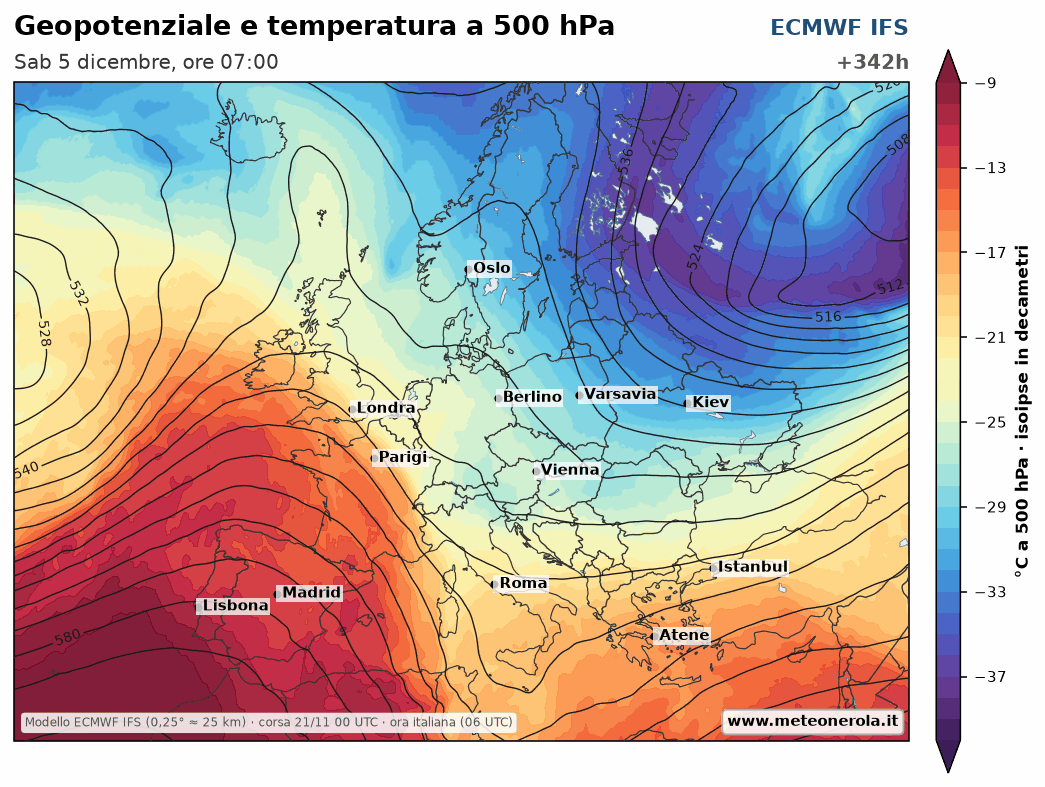 Geopotenziale e temperatura a 500 hPa
ECMWF IFS
Sab 5 dicembre, ore 07:00
+342h
520
508
536
524
512
516
532
528
540
580
Oslo
Londra
Berlino
Varsavia
Kiev
Parigi
Vienna
Roma
Istanbul
Madrid
Lisbona
Atene
Modello ECMWF IFS (0,25° ≈ 25 km) · corsa 21/11 00 UTC · ora italiana (06 UTC)
www.meteonerola.it
−9
−13
−17
−21
−25
−29
−33
−37
°C a 500 hPa · isoipse in decametri